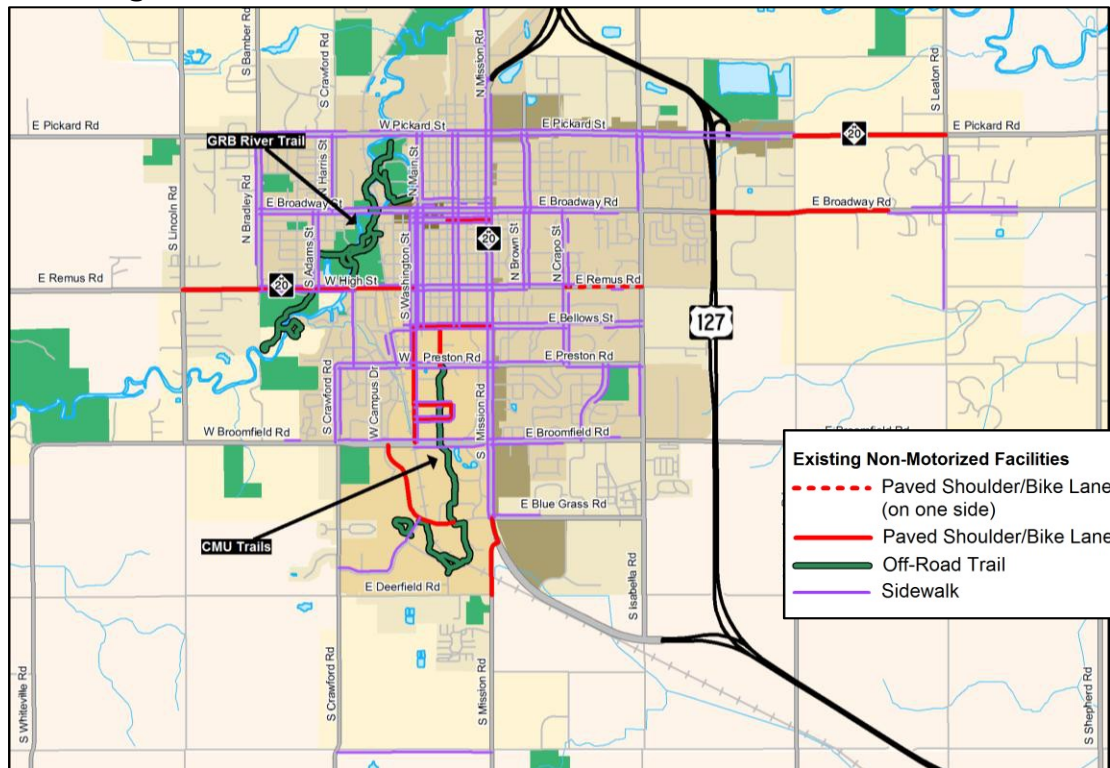 S Bamber Rd
S Crawford Rd
N Mission Rd
S Leaton Rd
E Pickard Rd
W Pickard St
E Pickard St
20
E Pickard Rd
GRB River Trail
N Harris St
N Main St
S Lincoln Rd
N Bradley Rd
E Broadway St
E Broadway Rd
E Broadway Rd
S Adams St
S Washington St
20
N Brown St
N Crapo St
E Remus Rd
20
W High St
E Remus Rd
127
E Bellows St
W Preston Rd
E Preston Rd
S Crawford Rd
W Campus Dr
S Mission Rd
W Broomfield Rd
E Broomfield Rd
E Broomfield Rd
Existing Non-Motorized Facilities
Paved Shoulder/Bike Lane
(on one side)
Paved Shoulder/Bike Lane
Off-Road Trail
Sidewalk
E Blue Grass Rd
CMU Trails
E Deerfield Rd
S Isabella Rd
S Whiteville Rd
S Crawford Rd
S Mission Rd
S Shepherd Rd